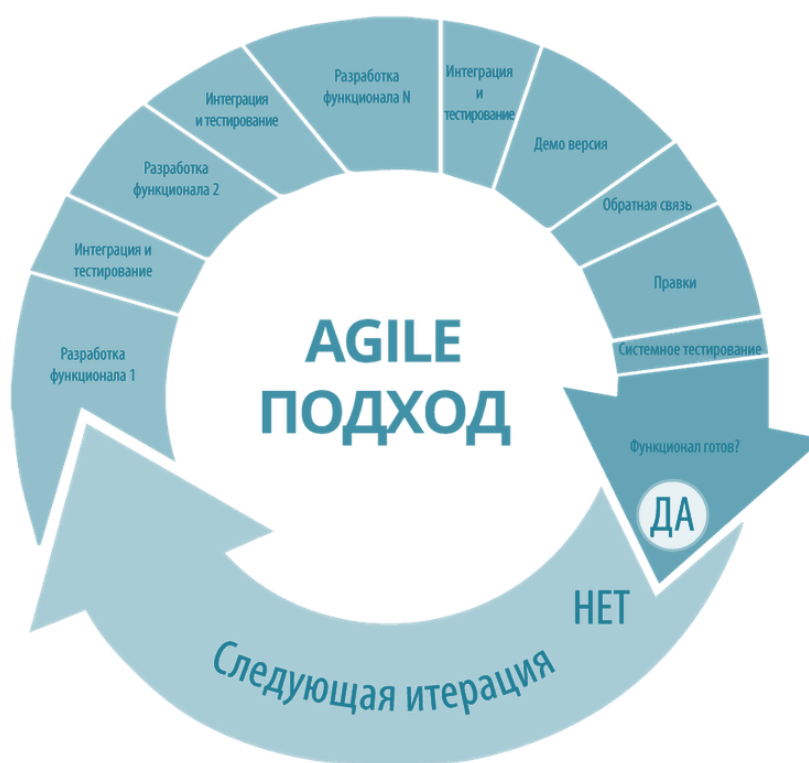 Разработка
функционала 1
Интеграция и
тестирование
Разработка
функционала 2
Интеграция
и тестирование
Разработка
функционала N
Интеграция
и
тестирование
Демо версия
Обратная связь
Правки
Системное тестирование
Функционал готов?
ДА
НЕТ
Следующая итерация
AGILE
ПОДХОД